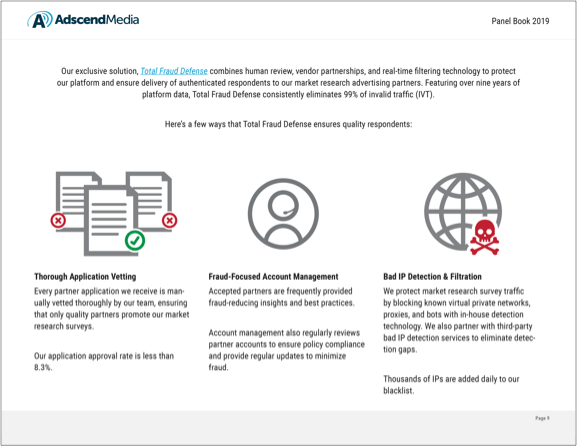 AdscendMedia
Panel Book 2019
Our exclusive solution, Total Fraud Defense combines human review, vendor partnerships, and real-time filtering technology to protect
our platform and ensure delivery of authenticated respondents to our market research advertising partners. Featuring over nine years of
platform data, Total Fraud Defense consistently eliminates 99% of invalid traffic (IVT).
Here's a few ways that Total Fraud Defense ensures quality respondents:
Thorough Application Vetting
Every partner application we receive is man-
ually vetted thoroughly by our team, ensuring
that only quality partners promote our market
research surveys.
Our application approval rate is less than
8.3%.
Fraud-Focused Account Management
Accepted partners are frequently provided
fraud-reducing insights and best practices.
Account management also regularly reviews
partner accounts to ensure policy compliance
and provide regular updates to minimize
fraud.
Bad IP Detection & Filtration
We protect market research survey traffic
by blocking known virtual private networks,
proxies, and bots with in-house detection
technology. We also partner with third-party
bad IP detection services to eliminate detec-
tion gaps.
Thousands of IPs are added daily to our
blacklist.
Page 9